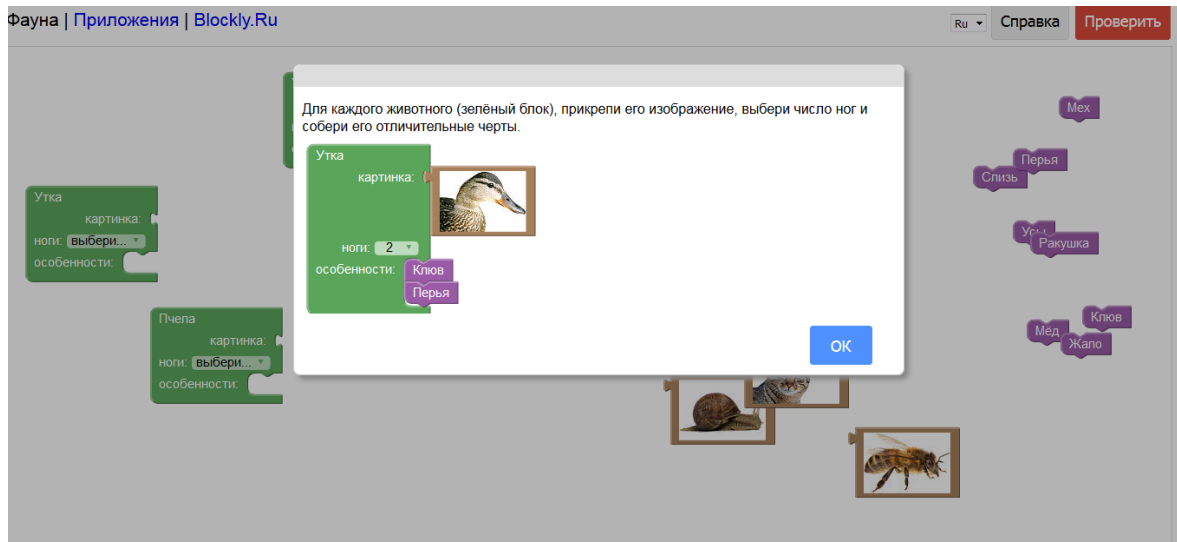 Фауна | Приложения | Blockly.Ru
Ru
Справка
Проверить
Для каждого животного (зелёный блок), прикрепи его изображение, выбери число ног и
собери его отличительные черты.
Утка
картинка:
ноги: 2
особенности:
Клюв
Перья
ОК
Утка
картинка:
ноги: выбери...
особенности:
Пчела
картинка:
ноги: выбери...
особенности:
Мех
Перья
Слизь
Усы
Ракушка
Клюв
Мёд
Жало